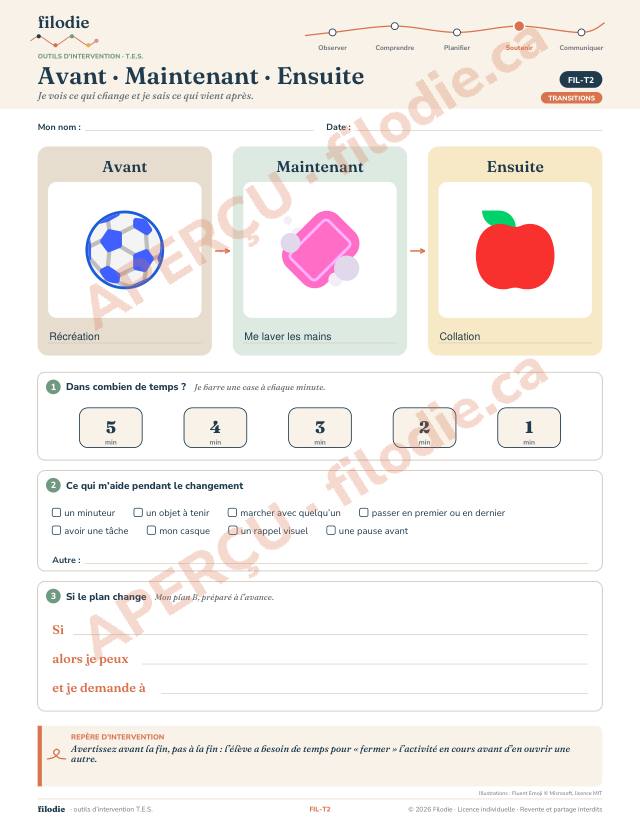 filodie
OUTILS D'INTERVENTION · T.E.S.
Observer Comprendre Planifier Soutenir Communiquer
Avant · Maintenant · Ensuite
Je vois ce qui change et je sais ce qui vient après.
FIL-T2
TRANSITIONS
Mon nom : Date :
Avant Maintenant Ensuite
Récréation Me laver les mains Collation
1 Dans combien de temps ? Je barre une case à chaque minute.
5 4 3 2 1
min min min min min
2 Ce qui m'aide pendant le changement
un minuteur un objet à tenir marcher avec quelqu'un passer en premier ou en dernier
avoir une tâche mon casque un rappel visuel une pause avant
Autre :
3 Si le plan change Mon plan B, préparé à l'avance.
Si
alors je peux
et je demande à
REPÈRE D'INTERVENTION
Avertissez avant la fin, pas à la fin : l'élève a besoin de temps pour « fermer » l'activité en cours avant d'en ouvrir une
autre.
Illustrations : Fluent Emoji © Microsoft, licence MIT
filodie · outils d'intervention T.E.S. FIL-T2 © 2026 Filodie · Licence individuelle · Revente et partage interdits
APERÇU · filodie.ca
APERÇU · filodie.ca